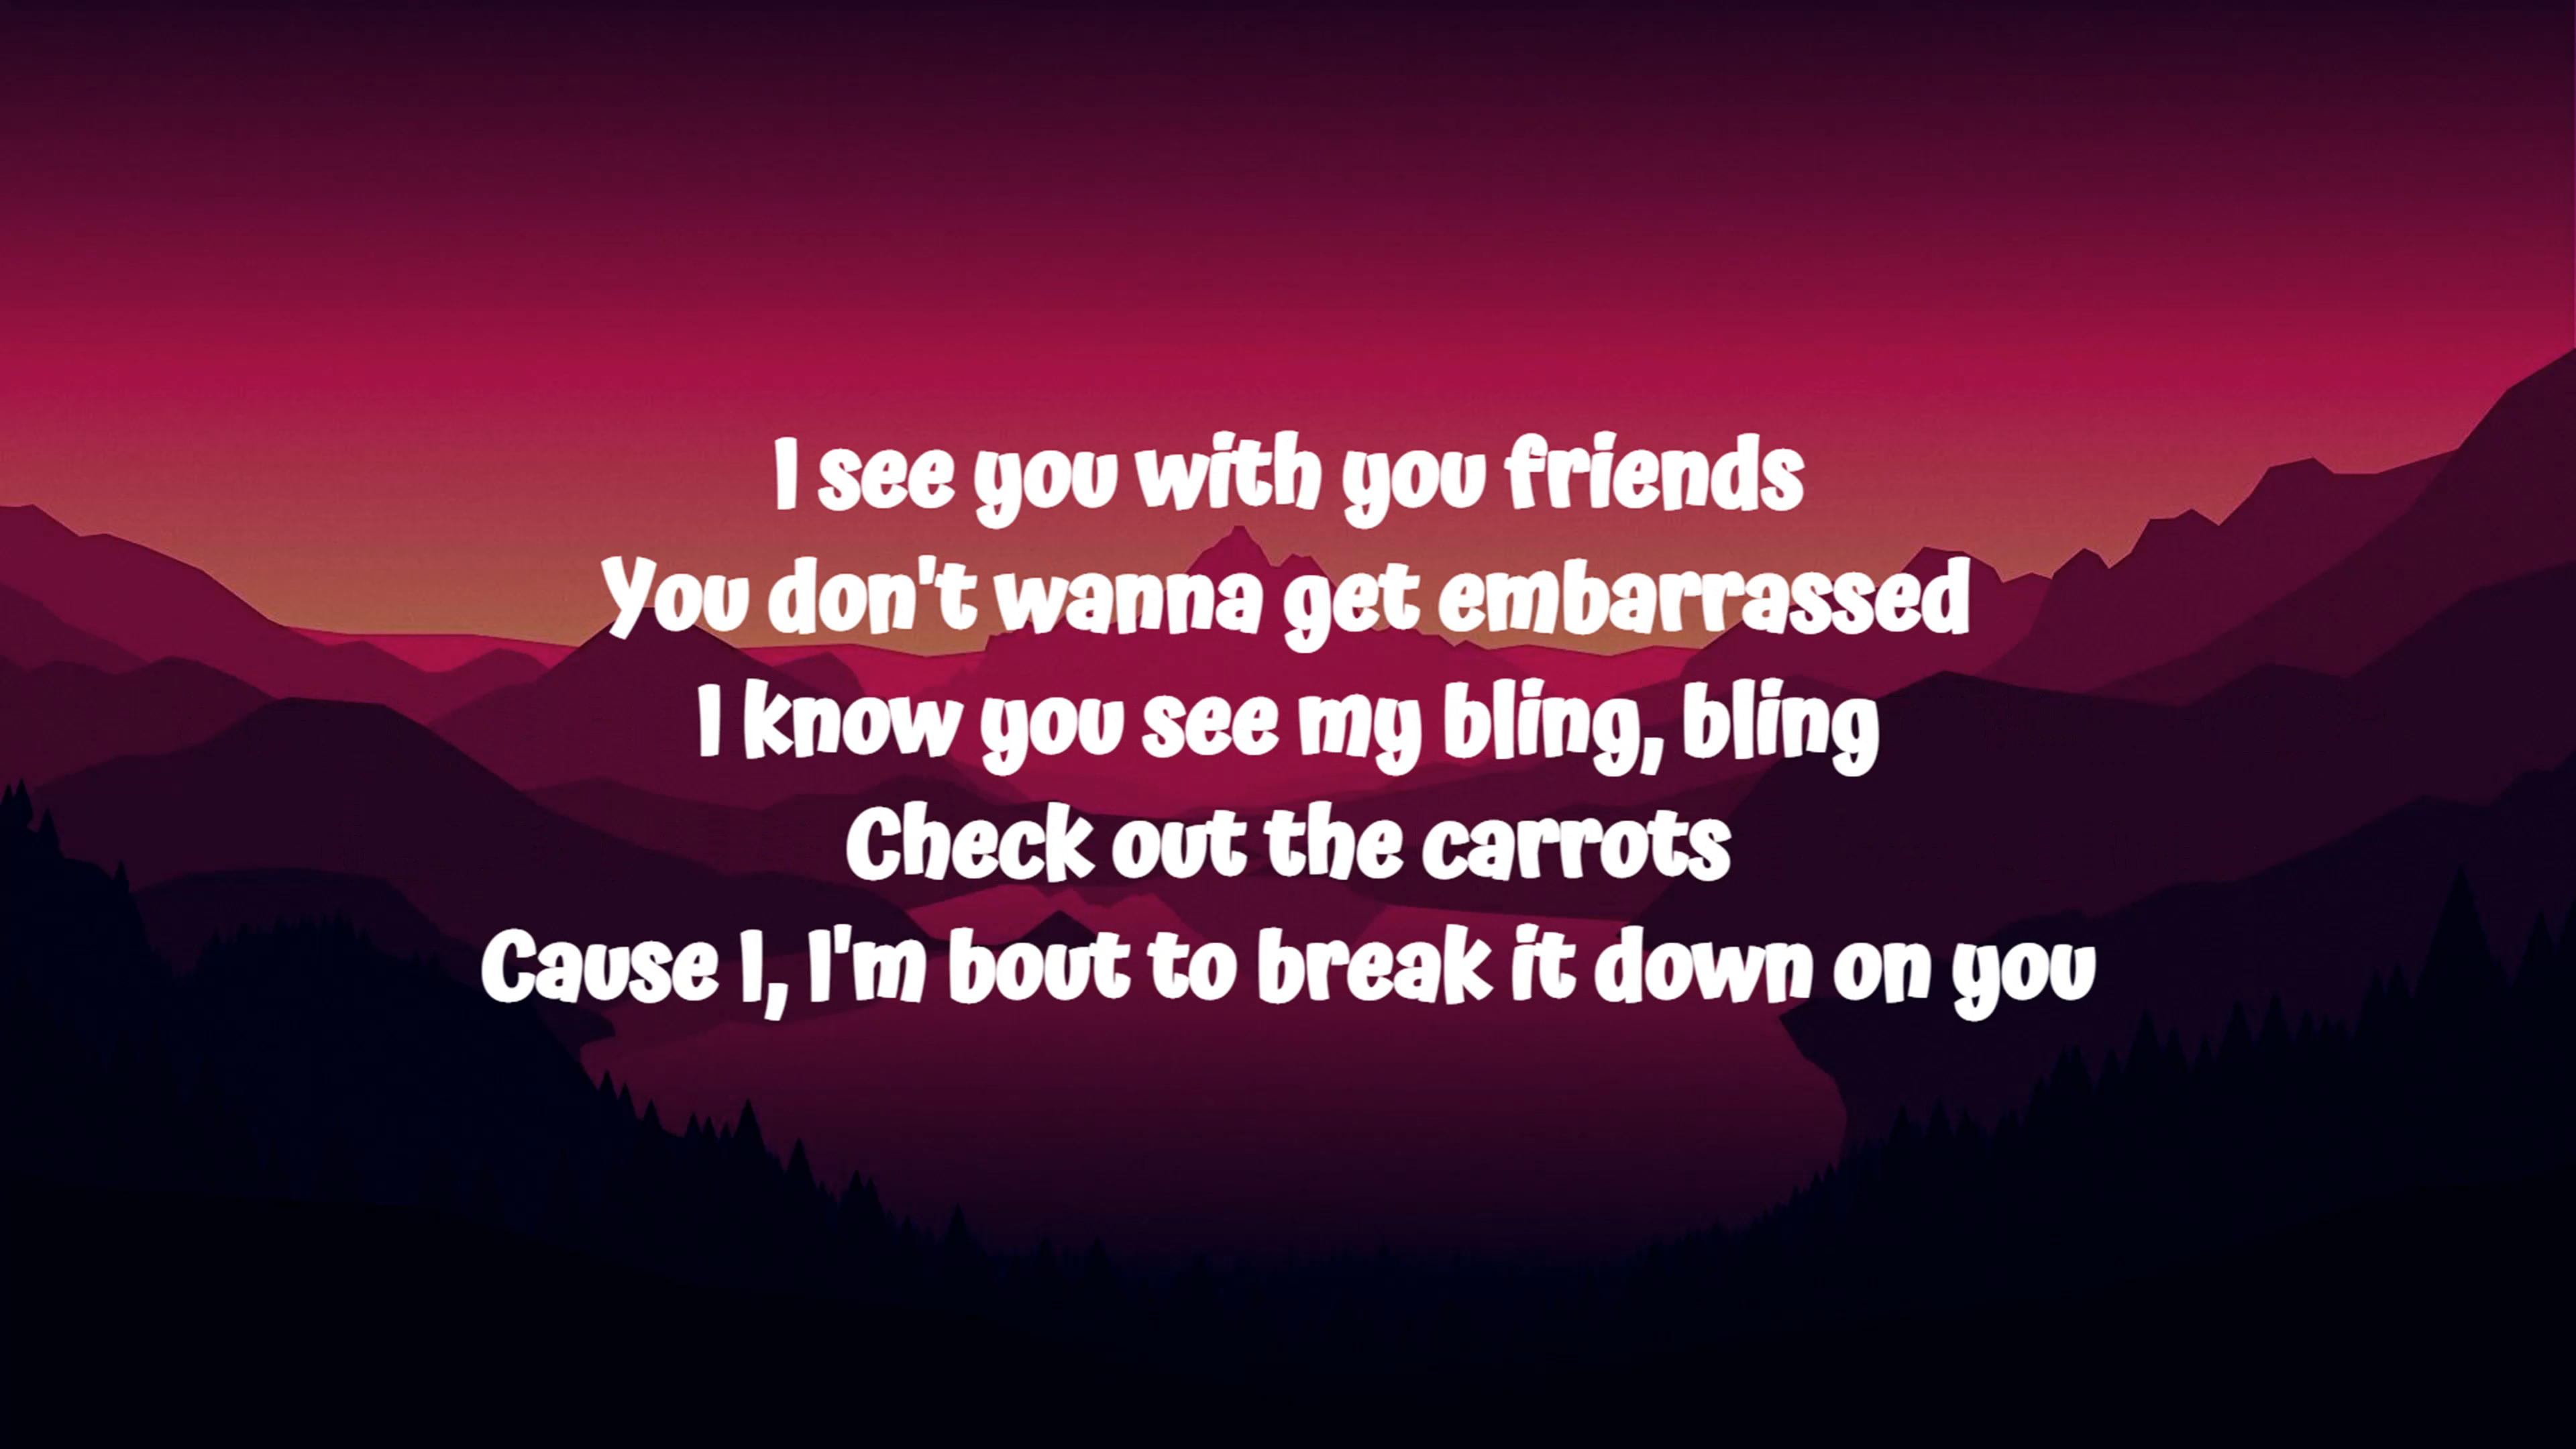 I see you with you friends
You don't wanna get embarrassed
I know you see my bling, bling
Check out the carrots
Cause I, I'm bout to break it down on you